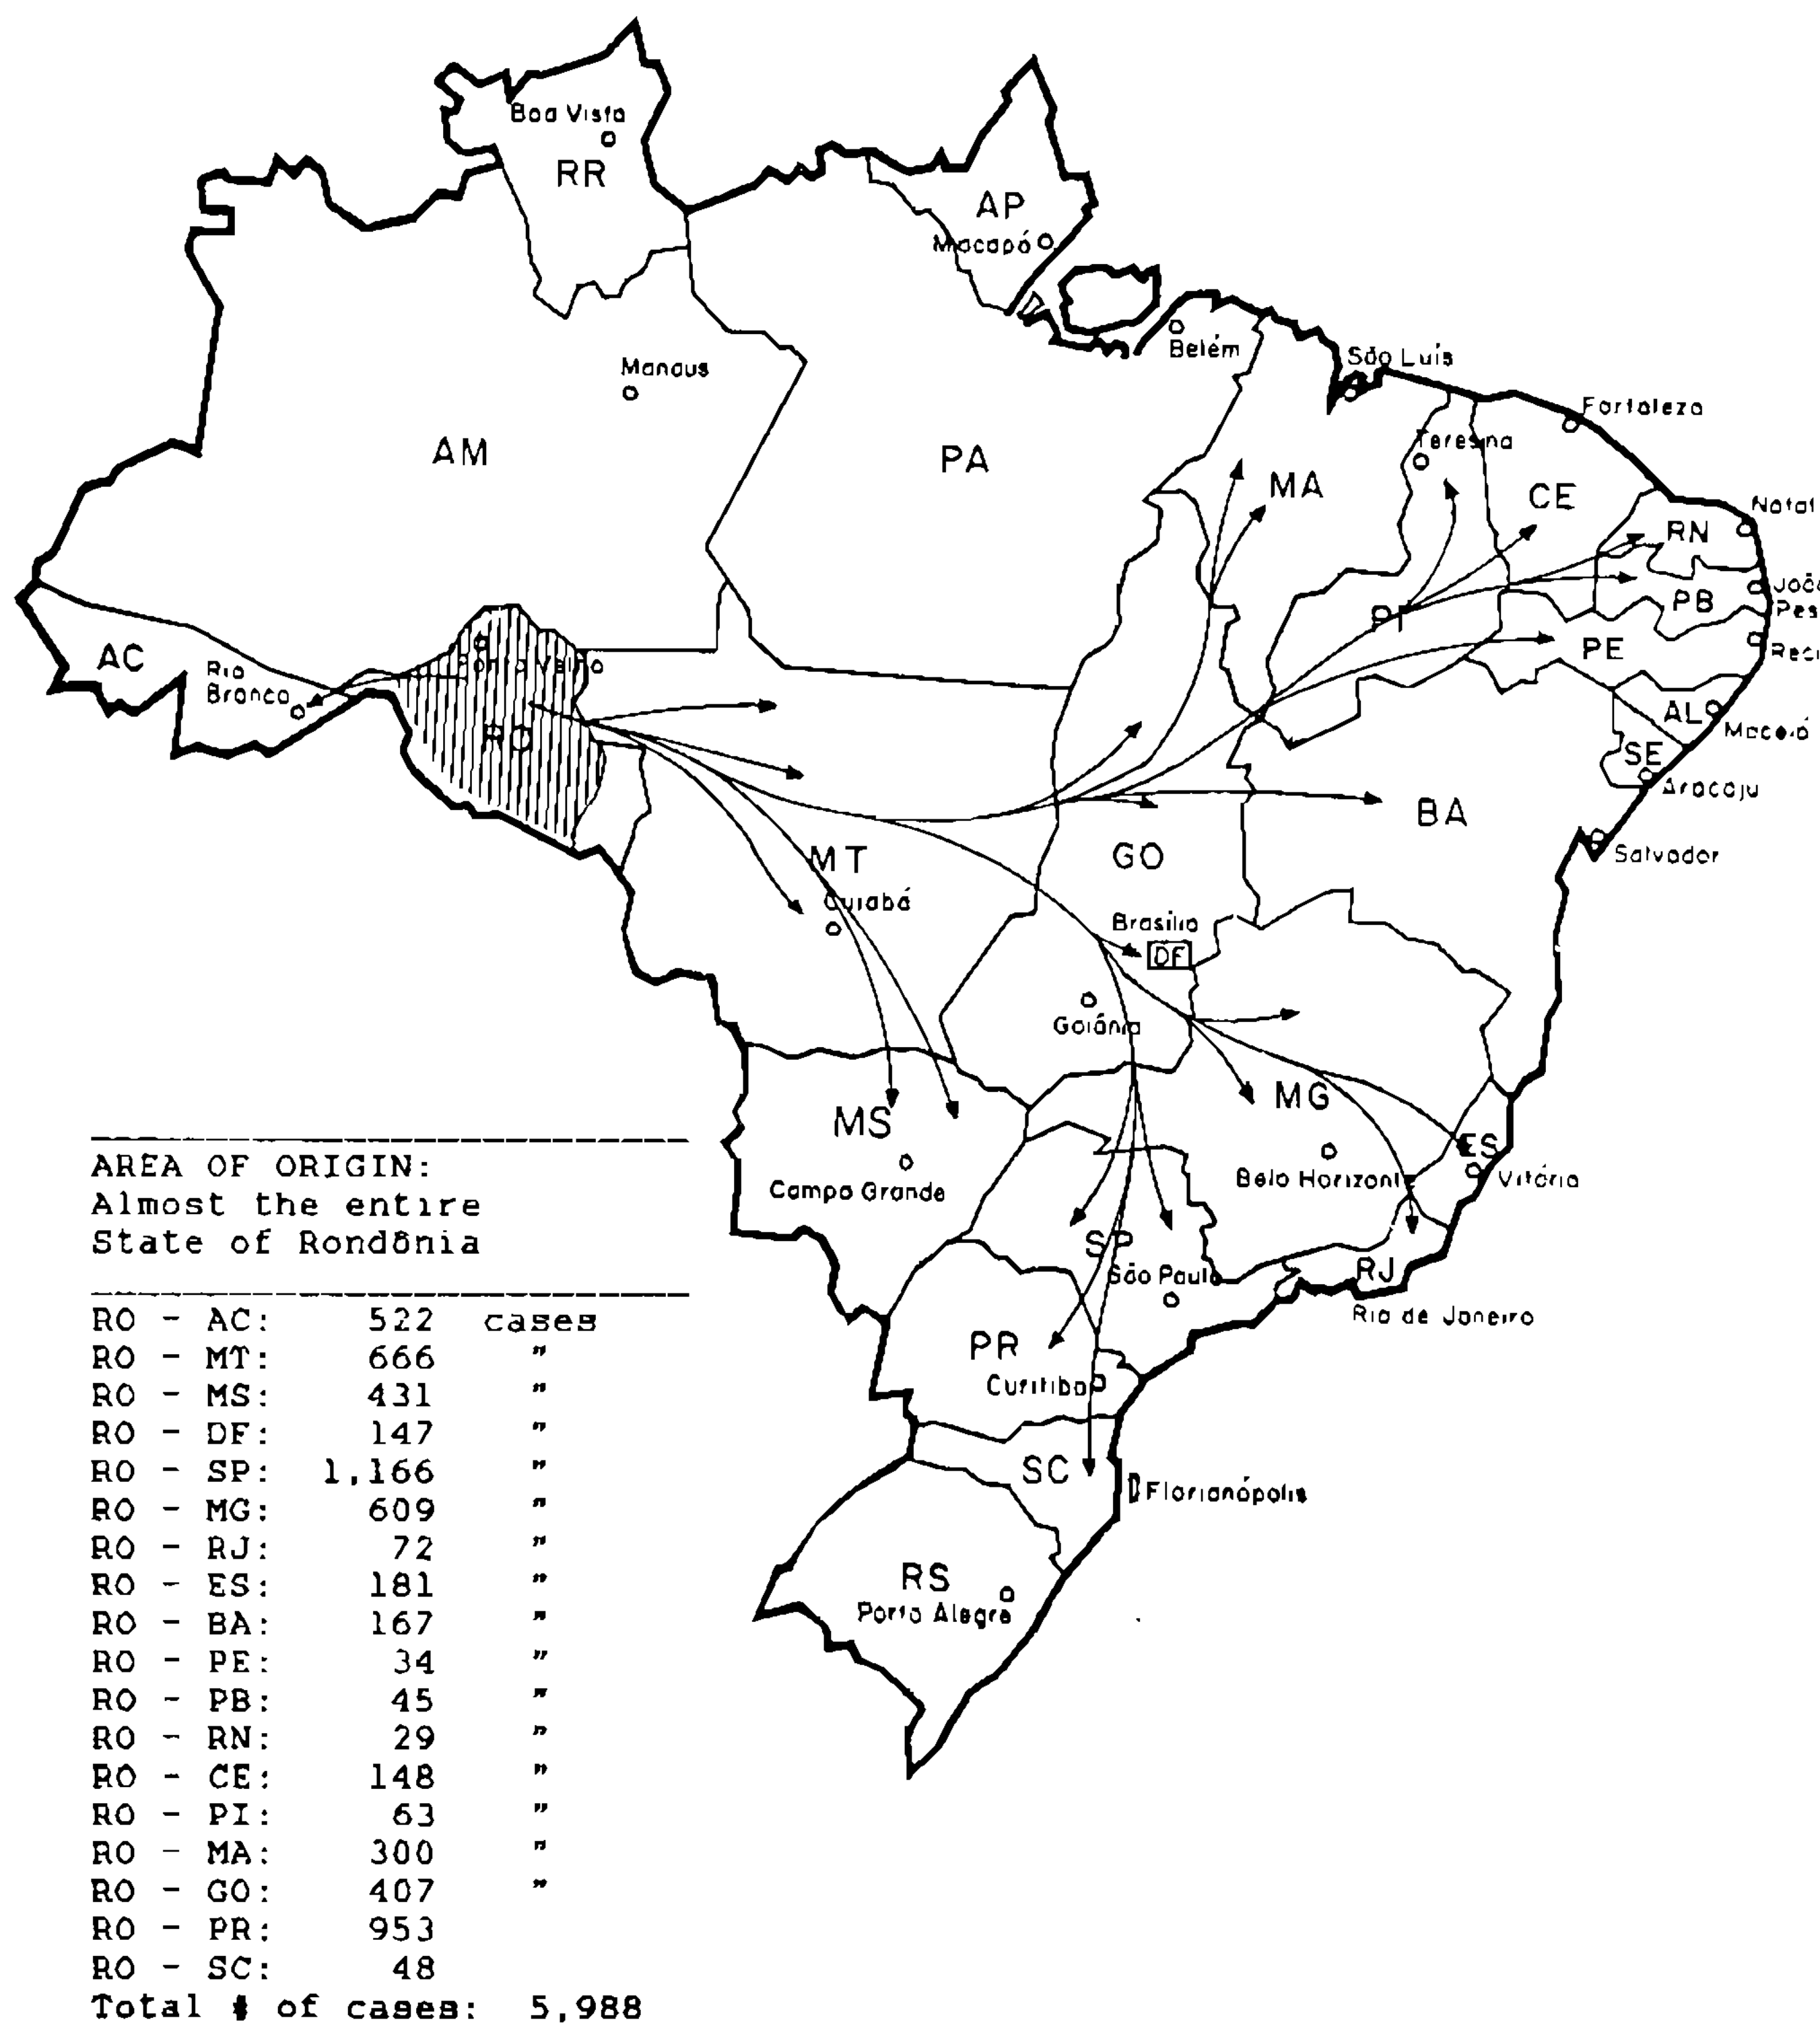 Boa Vista
RR
AP
Macapá
Belém
São Luís
Manaus
Fortaleza
Teresina
AM
PA
MA
CE
Natal
RN
PB
PE
AC
Rio
Branco
AL
Maceió
SE
Aracaju
BA
MT
GO
Salvador
Cuiabá
Brasília
DF
Goiânia
MG
MS
ES
Belo Horizont
Vitória
Campo Grande
SP
São Paulo
RJ
Rio de Janeiro
PR
Curitiba
SC
Florianópolis
RS
Porto Alegre
AREA OF ORIGIN:
Almost the entire
State of Rondônia
RO - AC: 522 cases
RO - MT: 666 "
RO - MS: 431 "
RO - DF: 147 "
RO - SP: 1,166 "
RO - MG: 609 "
RO - RJ: 72 "
RO - ES: 181 "
RO - BA: 167 "
RO - PE: 34 "
RO - PB: 45 "
RO - RN: 29 "
RO - CE: 148 "
RO - PI: 63 "
RO - MA: 300 "
RO - GO: 407 "
RO - PR: 953
RO - SC: 48
Total # of cases: 5,988